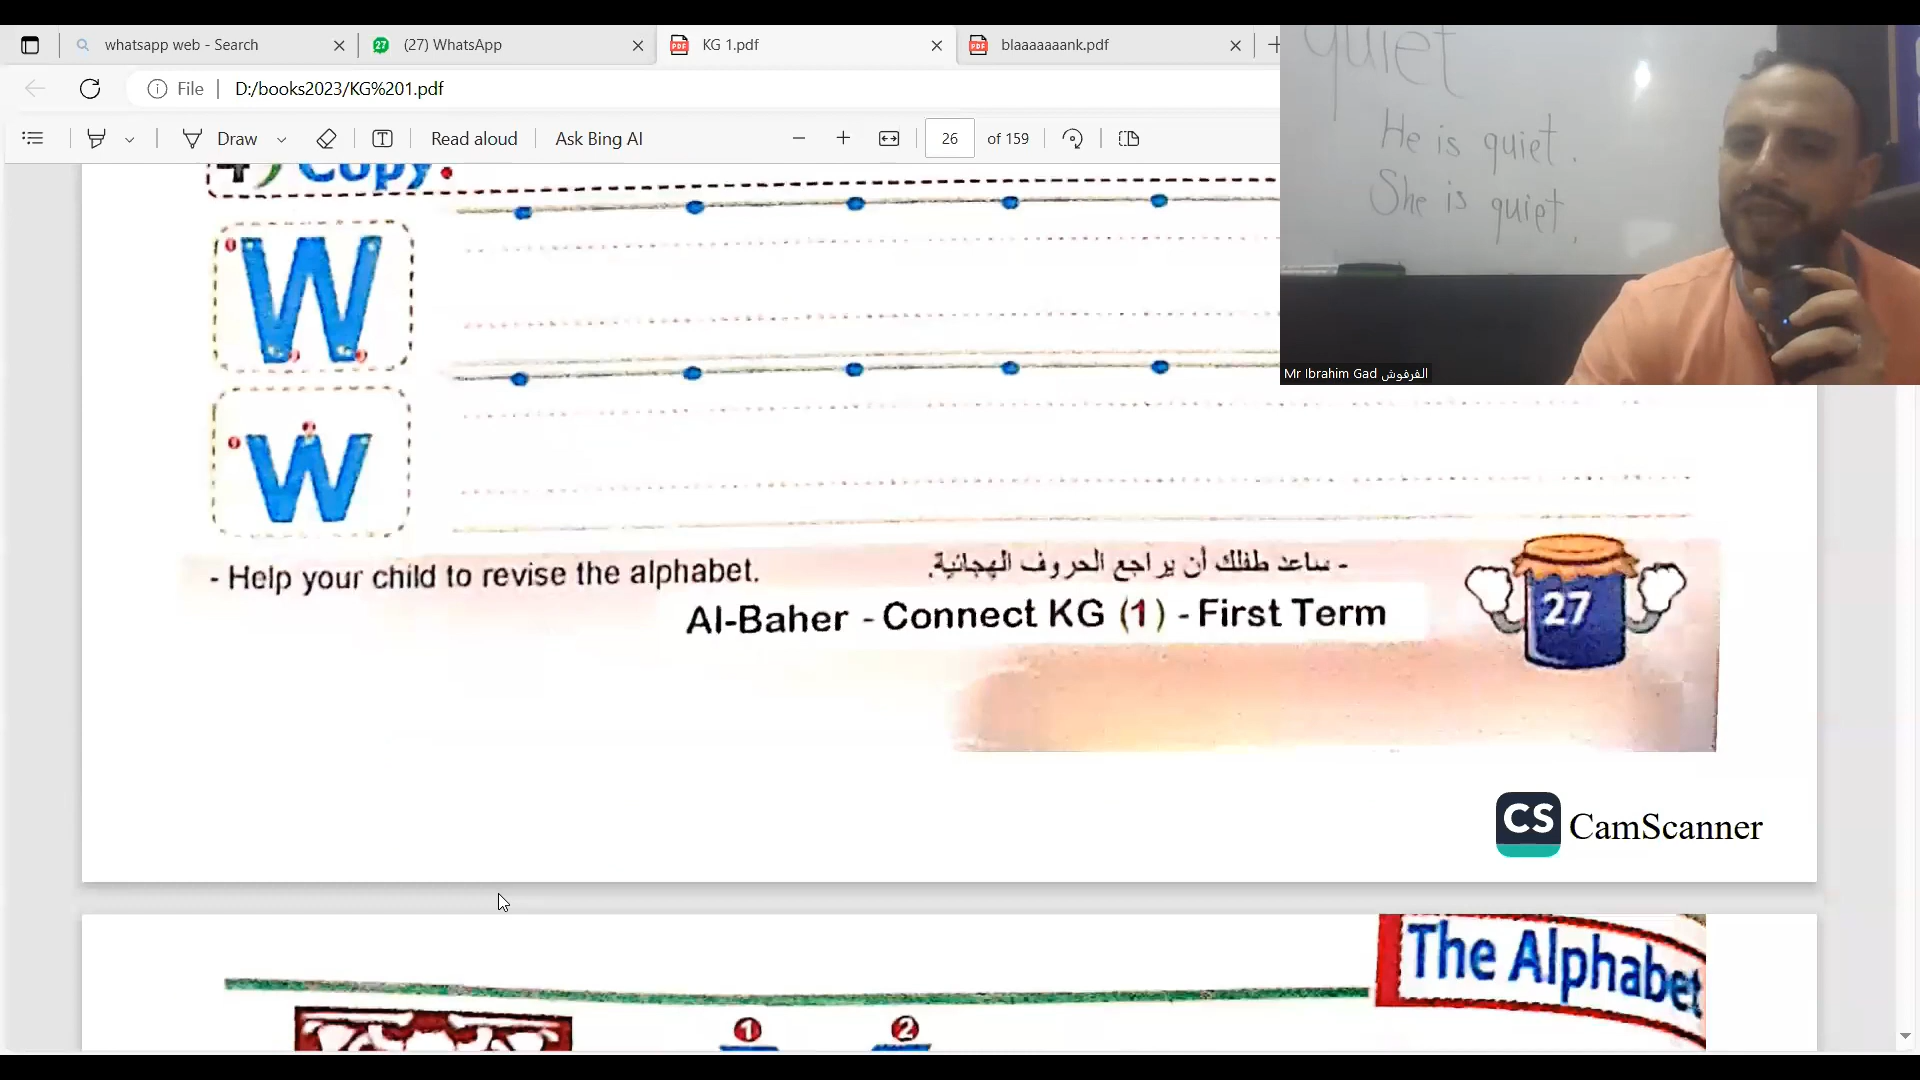 whatsapp web - Search
(27) WhatsApp
KG 1.pdf
blaaaaaaank.pdf
File
D:/books2023/KG%201.pdf
Draw
Read aloud
Ask Bing AI
26 of 159
quiet
He is quiet.
She is quiet.
Mr Ibrahim Gad الفرفوش
4) Copy.
W
w
- Help your child to revise the alphabet.
- ساعد طفلك أن يراجع الحروف الهجائية.
Al-Baher - Connect KG (1) - First Term
27
CS CamScanner
The Alphabet
1 2